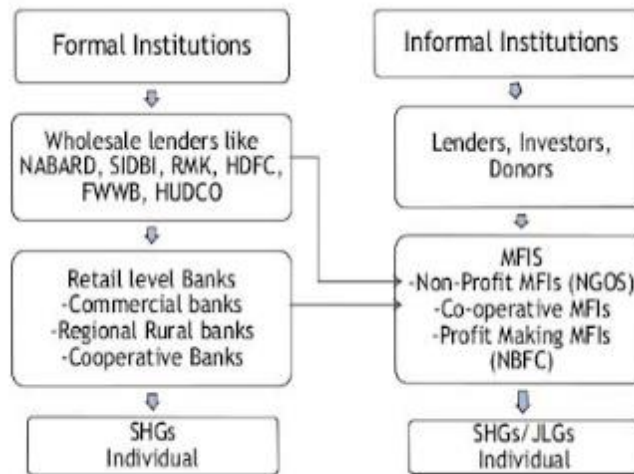 Formal Institutions
Wholesale lenders like
NABARD, SIDBI, RMK, HDFC,
FWWB, HUDCO
Retail level Banks
-Commercial banks
-Regional Rural banks
-Cooperative Banks
SHGs
Individual
Informal Institutions
Lenders, Investors,
Donors
MFIS
-Non-Profit MFIs (NGOS)
-Co-operative MFIs
-Profit Making MFIs
(NBFC)
SHGs/JLGs
Individual